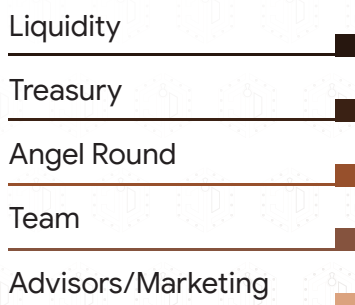 Liquidity
Treasury
Angel Round
Team
Advisors/Marketing